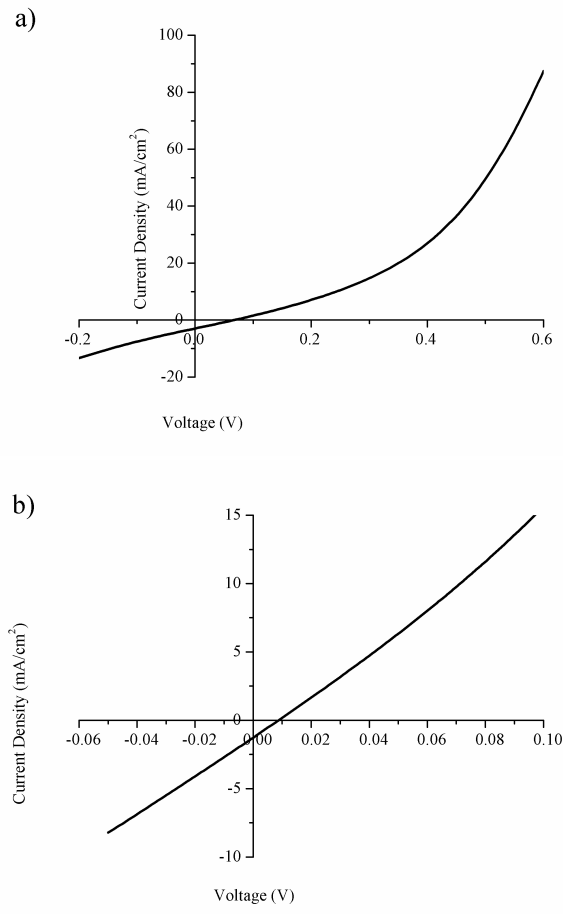 a)
100
80
60
40
20
0
-20
-0.2 0.0 0.2 0.4 0.6
Current Density (mA/cm²)
Voltage (V)
b)
15
10
5
0
-5
-10
-0.06 -0.04 -0.02 0.00 0.02 0.04 0.06 0.08 0.10
Current Density (mA/cm²)
Voltage (V)